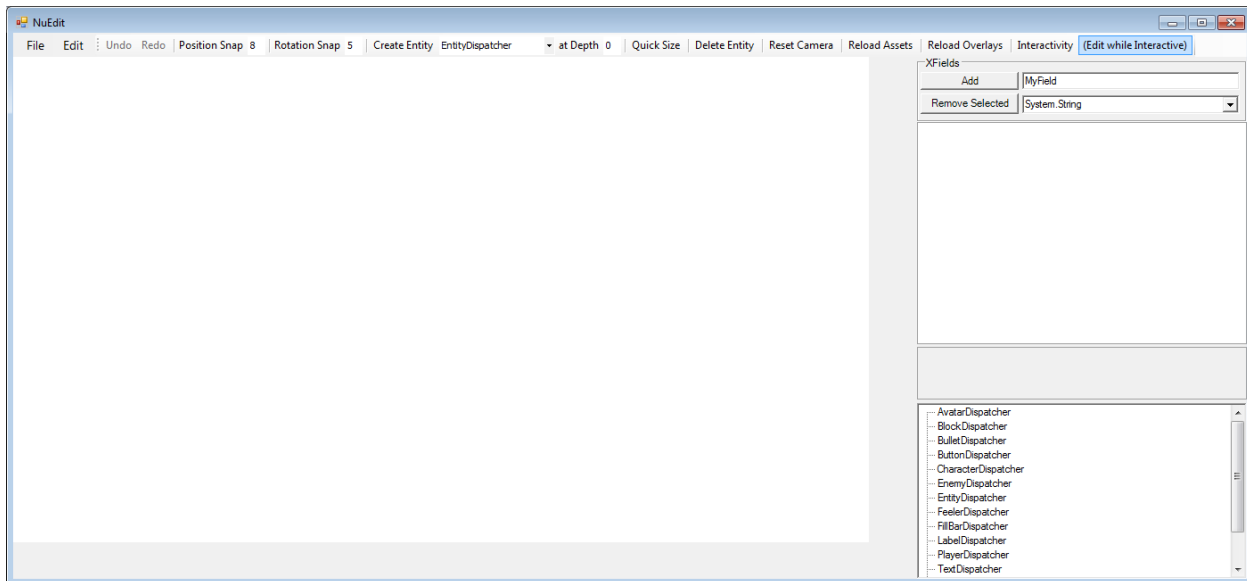 NuEdit
File Edit Undo Redo Position Snap 8 Rotation Snap 5 Create Entity EntityDispatcher at Depth 0 Quick Size Delete Entity Reset Camera Reload Assets Reload Overlays Interactivity (Edit while Interactive)
XFields
Add MyField
Remove Selected System.String
AvatarDispatcher
BlockDispatcher
BulletDispatcher
ButtonDispatcher
CharacterDispatcher
EnemyDispatcher
EntityDispatcher
FeelerDispatcher
FillBarDispatcher
LabelDispatcher
PlayerDispatcher
TextDispatcher